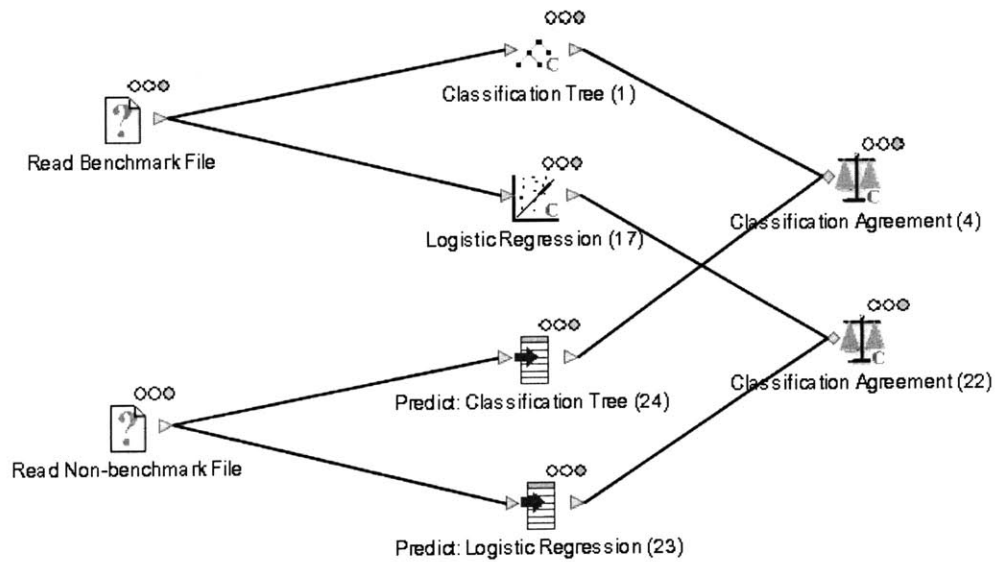 Classification Tree (1)
Read Benchmark File
Logistic Regression (17)
Classification Agreement (4)
Predict: Classification Tree (24)
Classification Agreement (22)
Read Non-benchmark File
Predict: Logistic Regression (23)